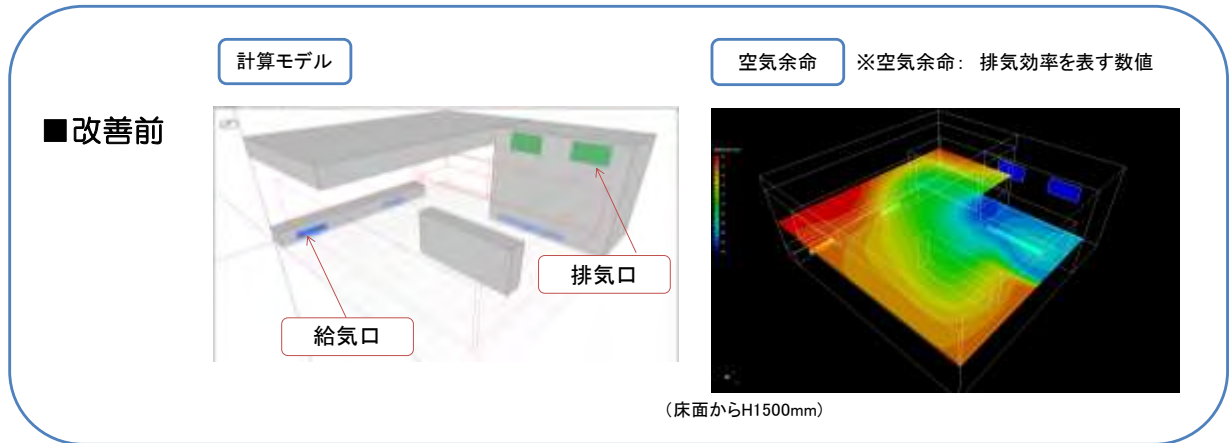 計算モデル
空気余命
※空気余命: 排気効率を表す数値
■改善前
排気口
給気口
(床面からH1500mm)